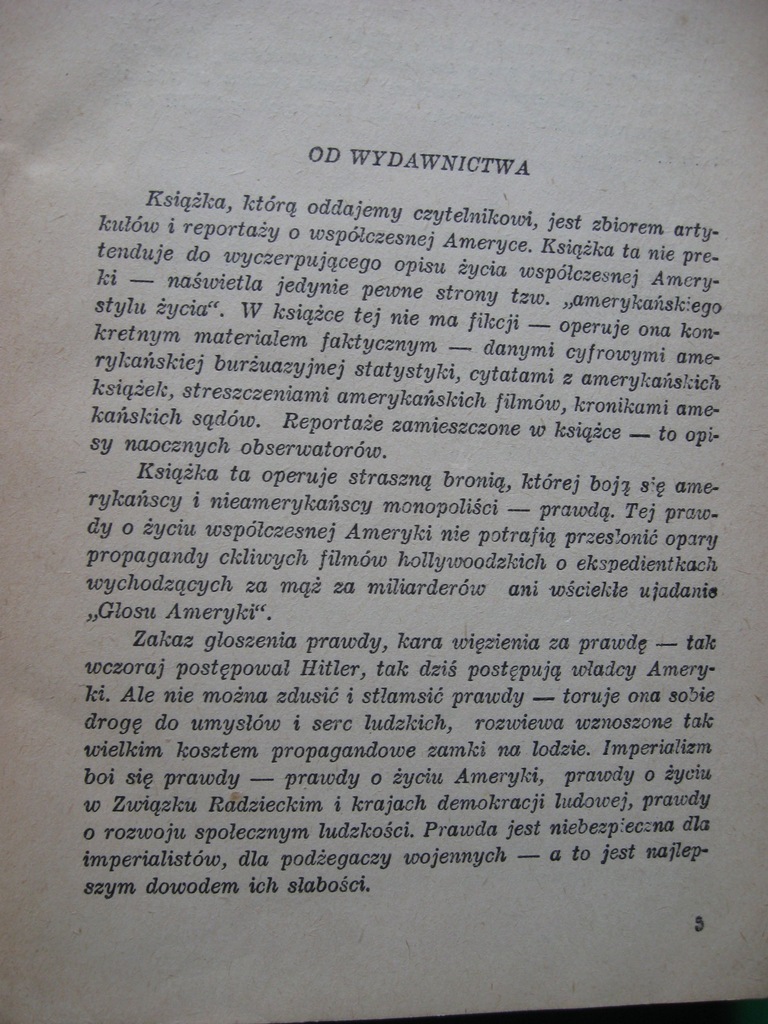 OD WYDAWNICTWA
Książka, którą oddajemy czytelnikowi, jest zbiorem arty-
kułów i reportaży o współczesnej Ameryce. Książka ta nie pre-
tenduje do wyczerpującego opisu życia współczesnej Amery-
ki — naświetla jedynie pewne strony tzw. „amerykańskiego
stylu życia“. W książce tej nie ma fikcji — operuje ona kon-
kretnym materiałem faktycznym — danymi cyfrowymi ame-
rykańskiej burżuazyjnej statystyki, cytatami z amerykańskich
książek, streszczeniami amerykańskich filmów, kronikami ame-
kańskich sądów. Reportaże zamieszczone w książce — to opi-
sy naocznych obserwatorów.
Książka ta operuje straszną bronią, której boją się ame-
rykańscy i nieamerykańscy monopoliści — prawdą. Tej praw-
dy o życiu współczesnej Ameryki nie potrafią przesłonić opary
propagandy ckliwych filmów hollywoodzkich o ekspedientkach
wychodzących za mąż za miliarderów ani wściekłe ujadanie
„Głosu Ameryki“.
Zakaz głoszenia prawdy, kara więzienia za prawdę — tak
wczoraj postępował Hitler, tak dziś postępują władcy Amery-
ki. Ale nie można zdusić i stłamsić prawdy — toruje ona sobie
drogę do umysłów i serc ludzkich, rozwiewa wznoszone tak
wielkim kosztem propagandowe zamki na lodzie. Imperializm
boi się prawdy — prawdy o życiu Ameryki, prawdy o życiu
w Związku Radzieckim i krajach demokracji ludowej, prawdy
o rozwoju społecznym ludzkości. Prawda jest niebezpieczna dla
imperialistów, dla podżegaczy wojennych — a to jest najlep-
szym dowodem ich słabości.
3